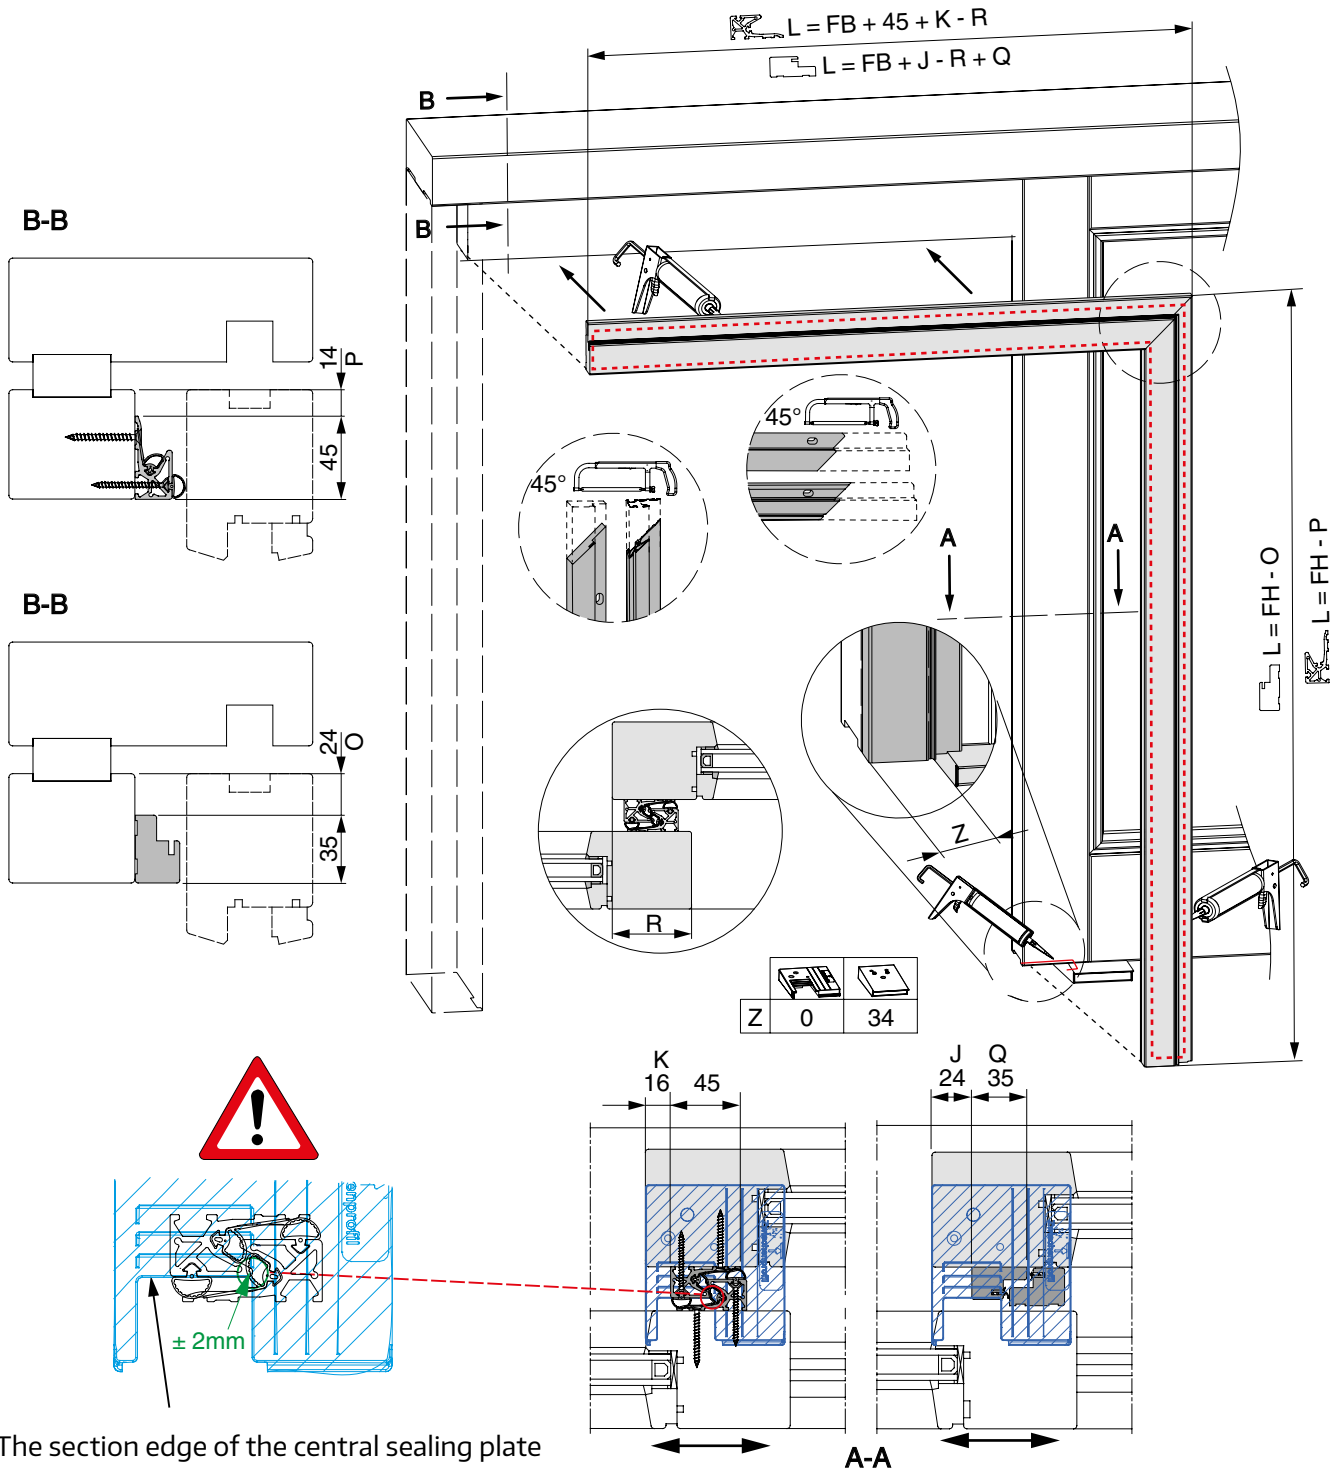 L = FB + 45 + K - R
L = FB + J - R + Q
B
B
B-B
14
P
45
45°
45°
A
A
B-B
24
O
35
L = FH - O
L = FH - P
Z
R
Z 0 34
K
16 45
J Q
24 35
enprofil
± 2mm
The section edge of the central sealing plate
A-A